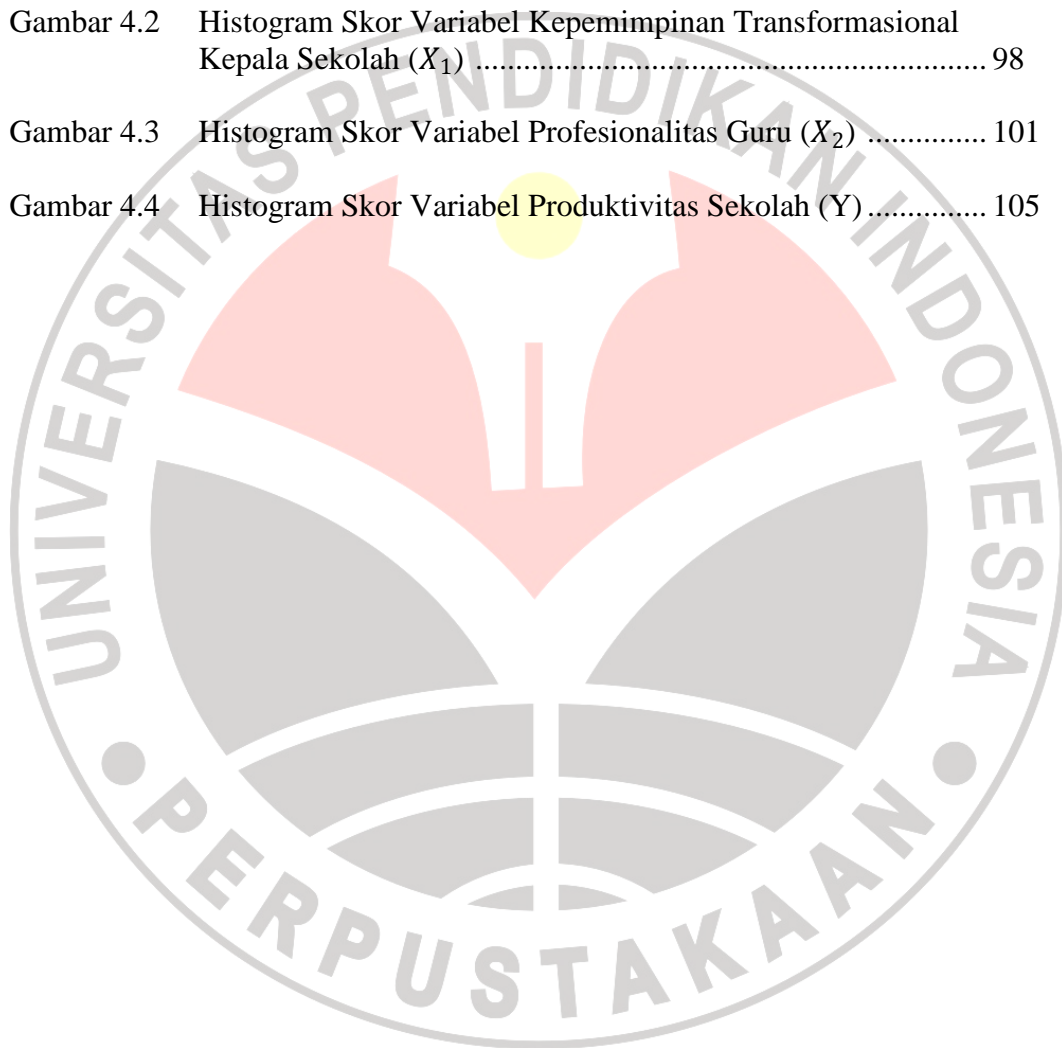 Gambar 4.2 Histogram Skor Variabel Kepemimpinan Transformasional
Kepala Sekolah (𝑋₁) ................................................................ 98
Gambar 4.3 Histogram Skor Variabel Profesionalitas Guru (𝑋₂) ............... 101
Gambar 4.4 Histogram Skor Variabel Produktivitas Sekolah (Y) ............... 105
UNIVERSITAS PENDIDIKAN INDONESIA
• PERPUSTAKAAN •